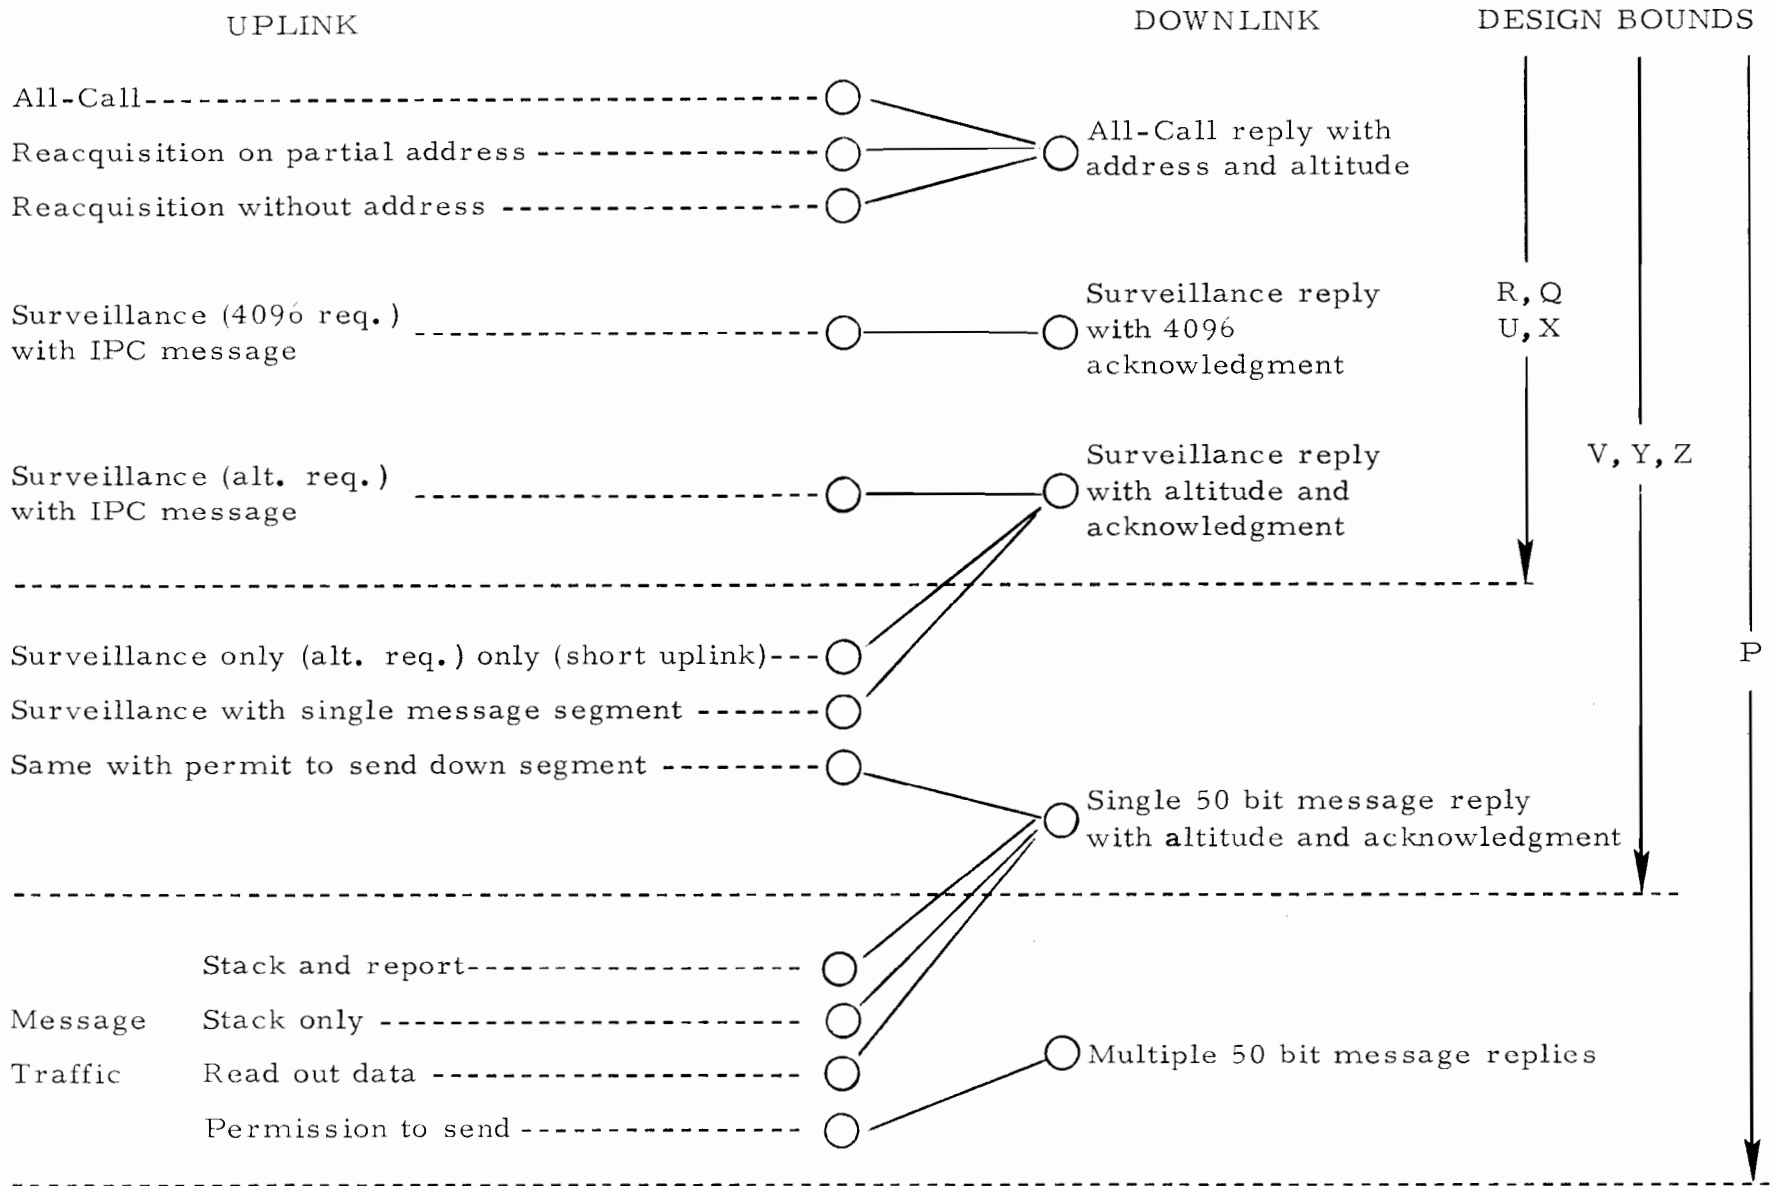 UPLINK
DOWNLINK
DESIGN BOUNDS
All-Call
Reacquisition on partial address
Reacquisition without address
All-Call reply with
address and altitude
Surveillance (4096 req.)
with IPC message
Surveillance reply
with 4096
acknowledgment
R, Q
U, X
Surveillance (alt. req.)
with IPC message
Surveillance reply
with altitude and
acknowledgment
V, Y, Z
Surveillance only (alt. req.) only (short uplink)
Surveillance with single message segment
Same with permit to send down segment
P
Single 50 bit message reply
with altitude and acknowledgment
Message
Traffic
Stack and report
Stack only
Read out data
Permission to send
Multiple 50 bit message replies